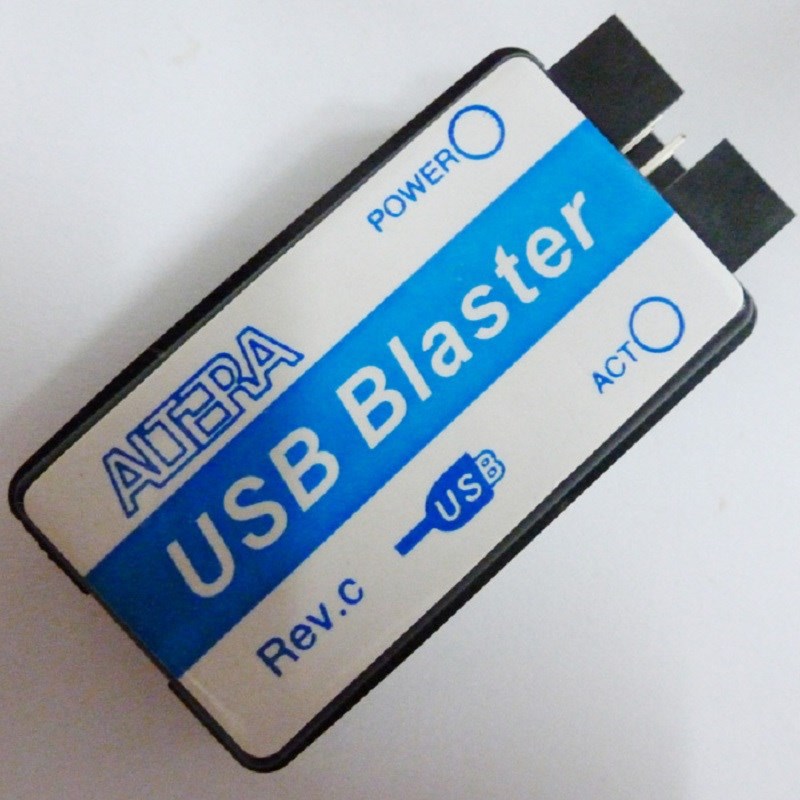 POWER
ALTERA
USB Blaster
ACT
USB
Rev.c